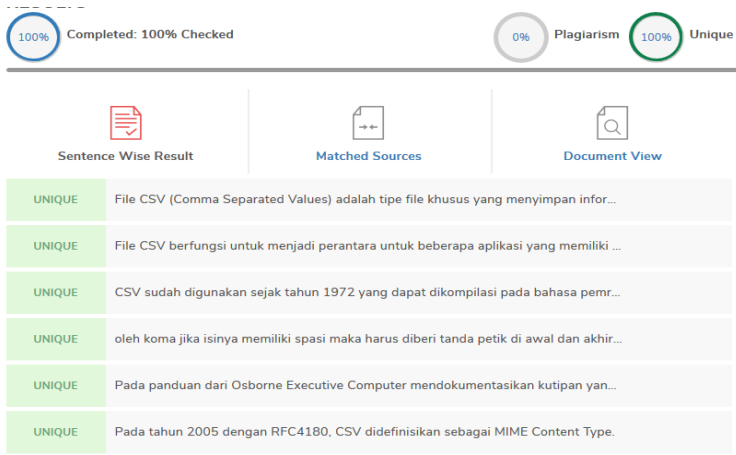 100%
Completed: 100% Checked
0%
Plagiarism
100%
Unique
Sentence Wise Result
Matched Sources
Document View
UNIQUE File CSV (Comma Separated Values) adalah tipe file khusus yang menyimpan infor...
UNIQUE File CSV berfungsi untuk menjadi perantara untuk beberapa aplikasi yang memiliki ...
UNIQUE CSV sudah digunakan sejak tahun 1972 yang dapat dikompilasi pada bahasa pemr...
UNIQUE oleh koma jika isinya memiliki spasi maka harus diberi tanda petik di awal dan akhir...
UNIQUE Pada panduan dari Osborne Executive Computer mendokumentasikan kutipan yan...
UNIQUE Pada tahun 2005 dengan RFC4180, CSV didefinisikan sebagai MIME Content Type.